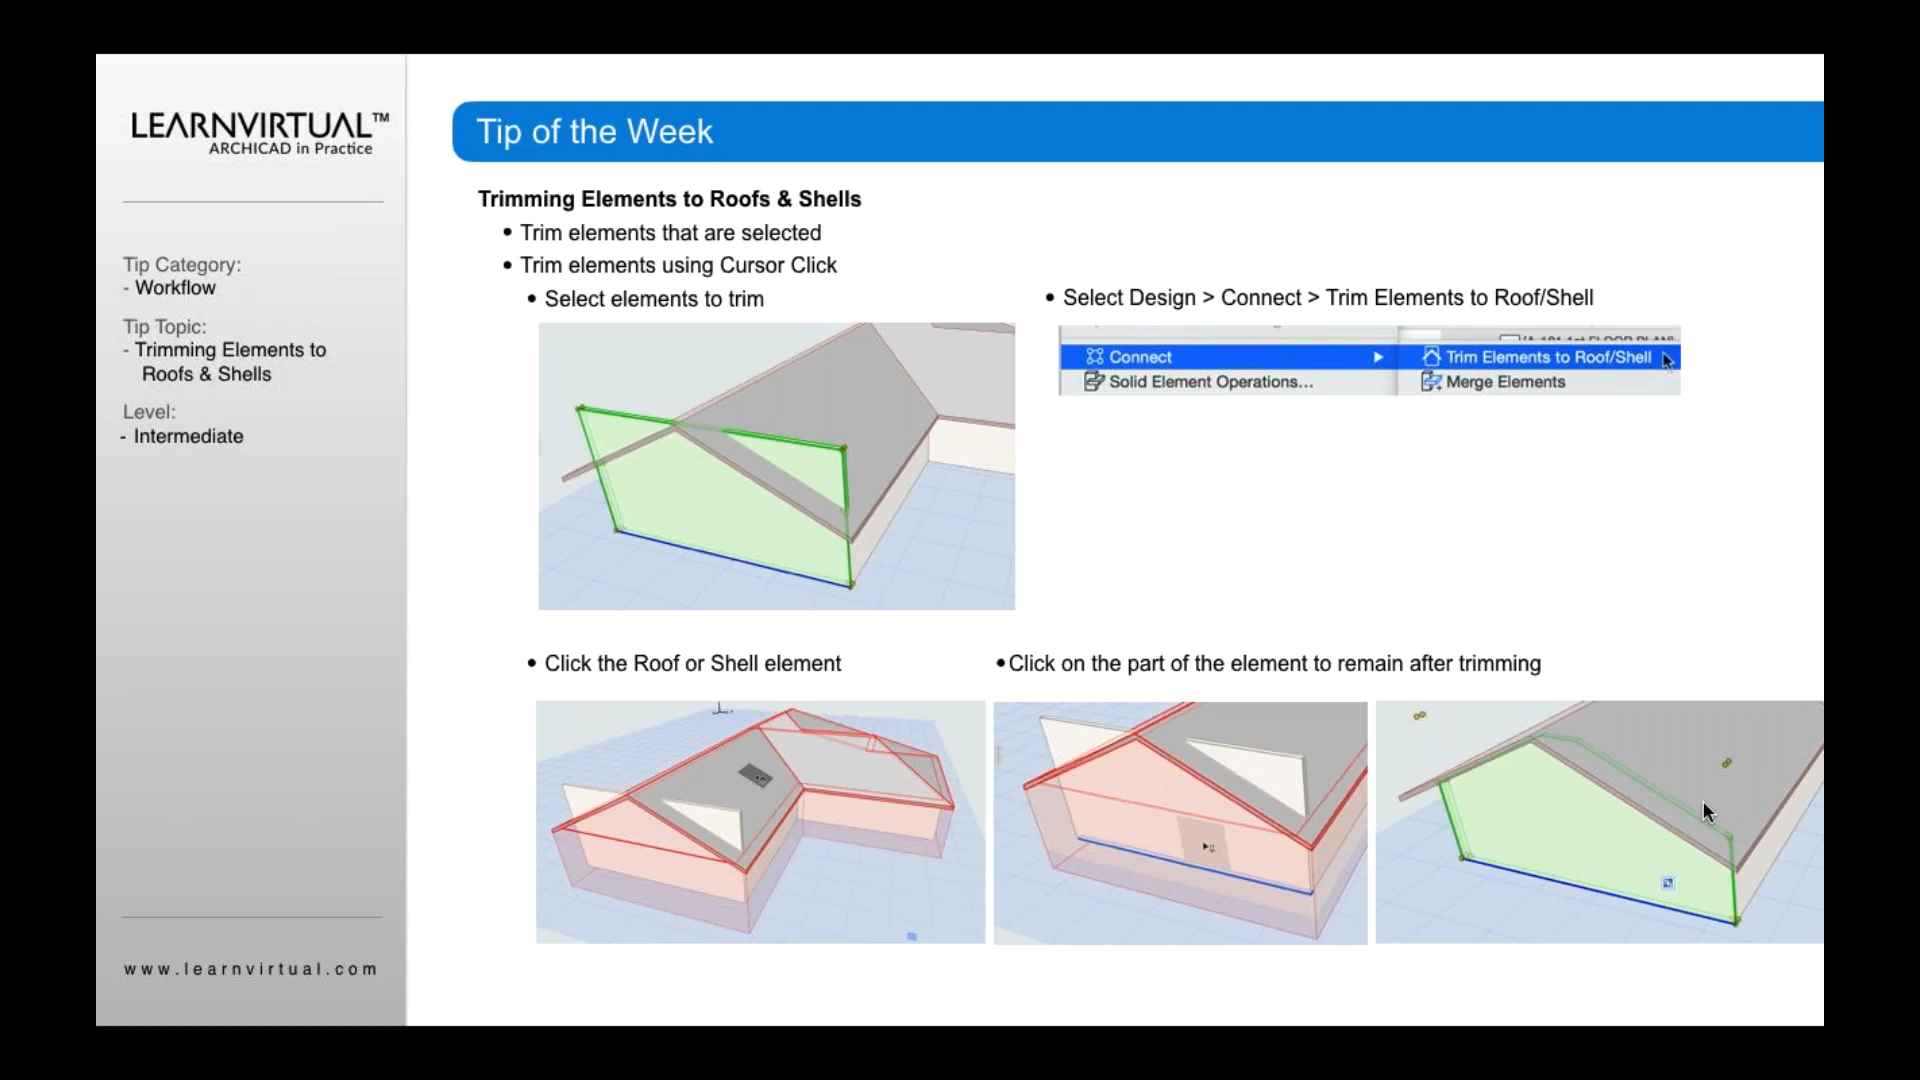 LEARNVIRTUAL™
ARCHICAD in Practice
Tip Category:
- Workflow
Tip Topic:
- Trimming Elements to
Roofs & Shells
Level:
- Intermediate
www.learnvirtual.com
Tip of the Week
Trimming Elements to Roofs & Shells
• Trim elements that are selected
• Trim elements using Cursor Click
• Select elements to trim
• Select Design > Connect > Trim Elements to Roof/Shell
Connect
Trim Elements to Roof/Shell
Solid Element Operations...
Merge Elements
• Click the Roof or Shell element
• Click on the part of the element to remain after trimming